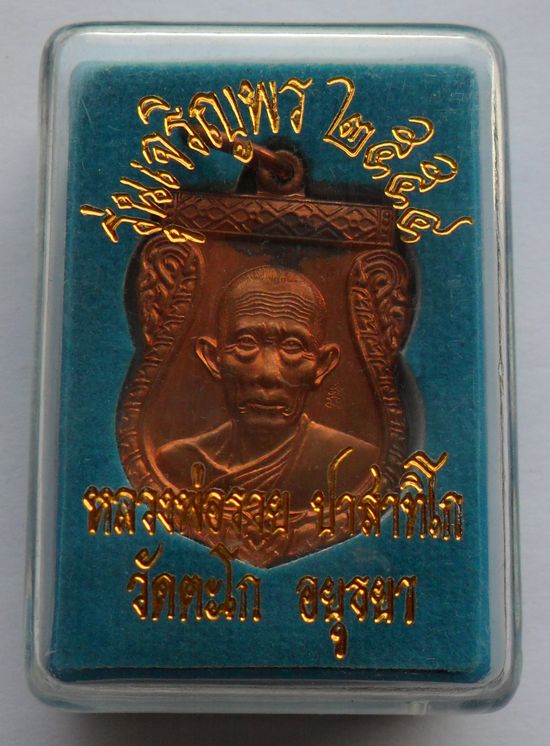 รุ่นเจริญพร ๒๕๕๔
หลวงพ่อรวย ปาสาทิโก
วัดตะโก อยุธยา